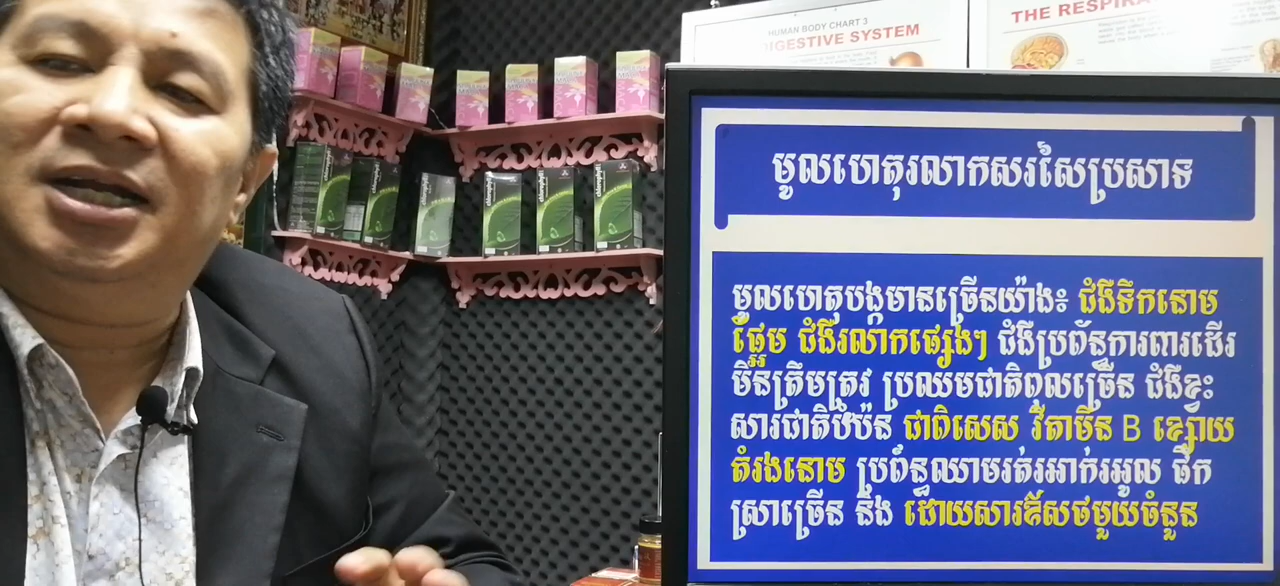 HUMAN BODY CHART 3
DIGESTIVE SYSTEM
THE RESPIRA
មូលហេតុរលាកសរសៃប្រសាទ
មូលហេតុបង្កមានច្រើនយ៉ាង៖ ជំងឺទឹកនោម
ផ្អែម ជំងឺរលាកផ្សេងៗ ជំងឺប្រព័ន្ធការពារដើរ
មិនត្រឹមត្រូវ ប្រឈមជាតិពុលច្រើន ជំងឺខ្វះ
សារជាតិប៉ប៉ន ជាពិសេស វីតាមីន B ខ្សោយ
តំរងនោម ប្រព័ន្ធឈាមរត់រអាក់រអួល ផឹក
ស្រាច្រើន និង ដោយសារឪសថមួយចំនួន
chlorophyll